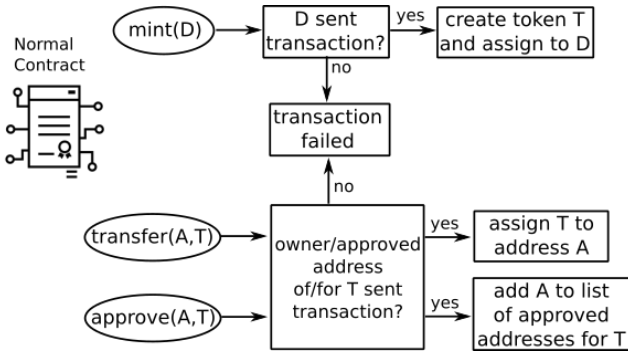 Normal
Contract
mint(D)
D sent
transaction?
yes
create token T
and assign to D
no
transaction
failed
no
transfer(A,T)
approve(A,T)
owner/approved
address
of/for T sent
transaction?
yes
assign T to
address A
yes
add A to list
of approved
addresses for T